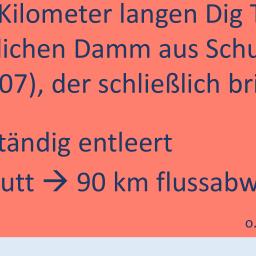 Kilometer langen Dig
lichen Damm aus Schu
07), der schließlich bri
tändig entleert
utt → 90 km flussabw
o.